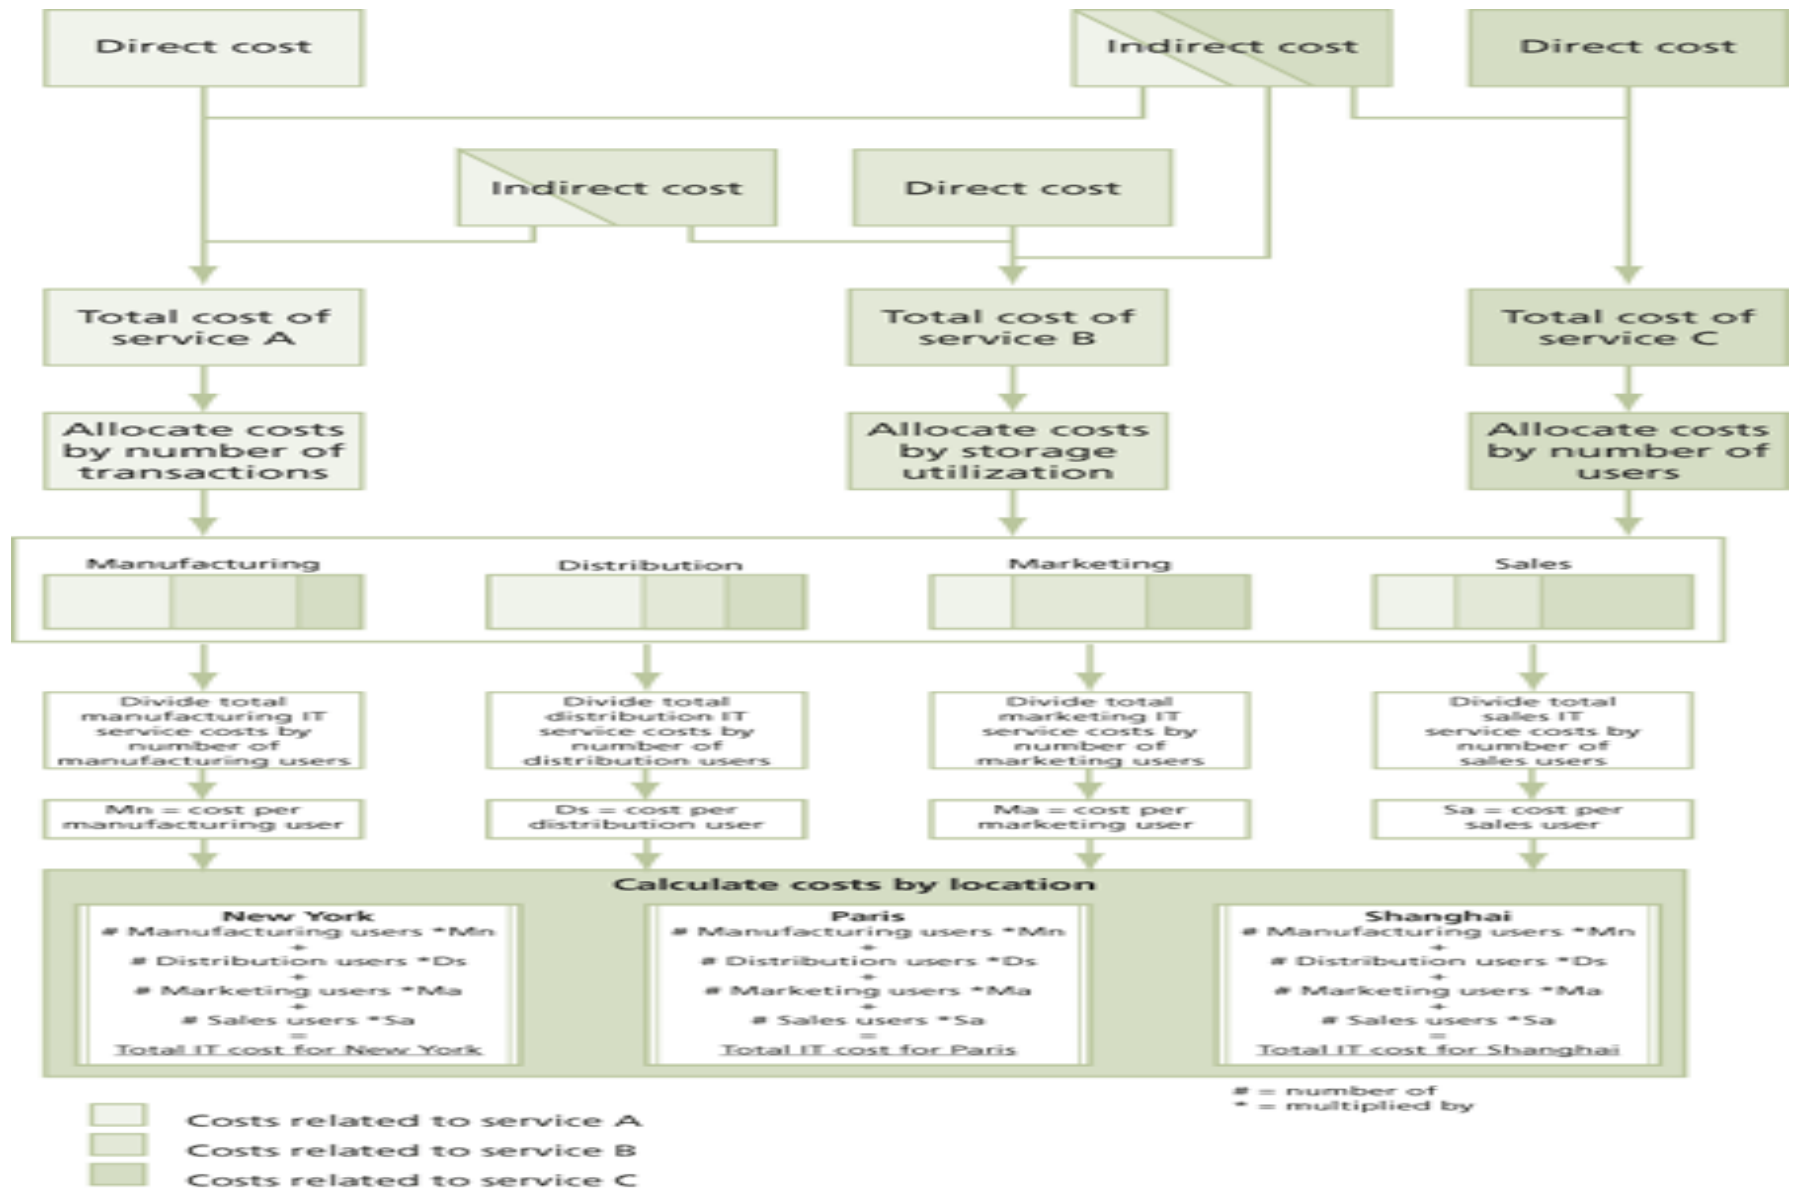 Direct cost
Indirect cost
Direct cost
Indirect cost
Direct cost
Total cost of
service A
Total cost of
service B
Total cost of
service C
Allocate costs
by number of
transactions
Allocate costs
by storage
utilization
Allocate costs
by number of
users
Manufacturing
Distribution
Marketing
Sales
Divide total
manufacturing IT
service costs by
number of
manufacturing users
Divide total
distribution IT
service costs by
number of
distribution users
Divide total
marketing IT
service costs by
number of
marketing users
Divide total
sales IT
service costs by
number of
sales users
Mn = cost per
manufacturing user
Ds = cost per
distribution user
Ma = cost per
marketing user
Sa = cost per
sales user
Calculate costs by location
New York
# Manufacturing users *Mn
+
# Distribution users *Ds
+
# Marketing users *Ma
+
# Sales users *Sa
=
Total IT cost for New York
Paris
# Manufacturing users *Mn
+
# Distribution users *Ds
+
# Marketing users *Ma
+
# Sales users *Sa
=
Total IT cost for Paris
Shanghai
# Manufacturing users *Mn
+
# Distribution users *Ds
+
# Marketing users *Ma
+
# Sales users *Sa
=
Total IT cost for Shanghai
# = number of
* = multiplied by
Costs related to service A
Costs related to service B
Costs related to service C